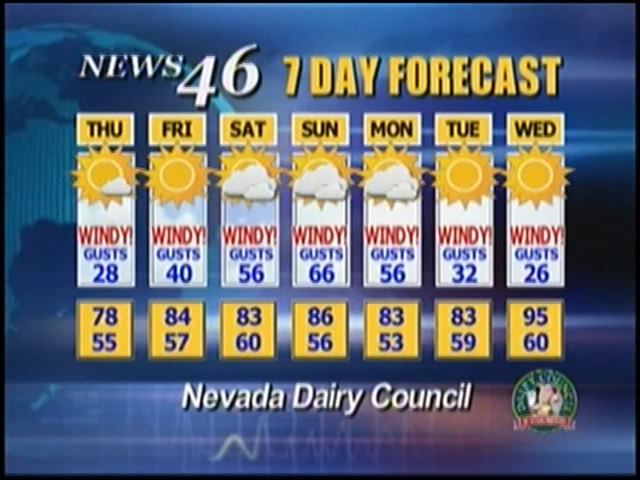 NEWS 46 7 DAY FORECAST
THU FRI SAT SUN MON TUE WED
WINDY! WINDY! WINDY! WINDY! WINDY! WINDY! WINDY!
GUSTS GUSTS GUSTS GUSTS GUSTS GUSTS GUSTS
28 40 56 66 56 32 26
78 84 83 86 83 83 95
55 57 60 56 53 59 60
Nevada Dairy Council